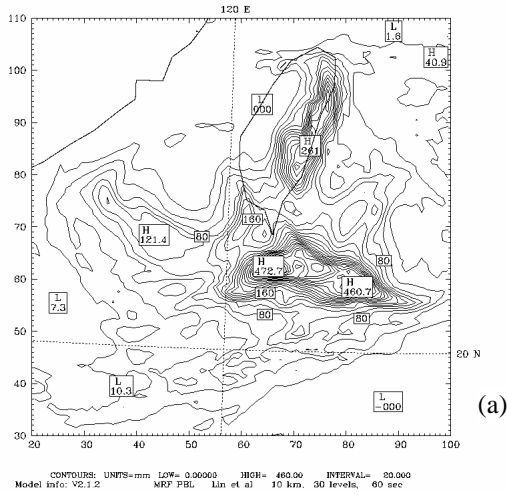 120 E
110
100
90
80
70
60
50
40
30
L
1.6
H
40.9
L
000
H
261
160
H
121.4
80
H
472.7
80
H
460.7
160
L
7.3
80
80
20 N
L
10.3
L
-000
(a)
20 30 40 50 60 70 80 90 100
CONTOURS: UNITS=mm LOW= 0.00000 HIGH= 460.00 INTERVAL= 20.000
Model info: V2.1.2 MRF PBL Lin et al 10 km, 30 levels, 60 sec